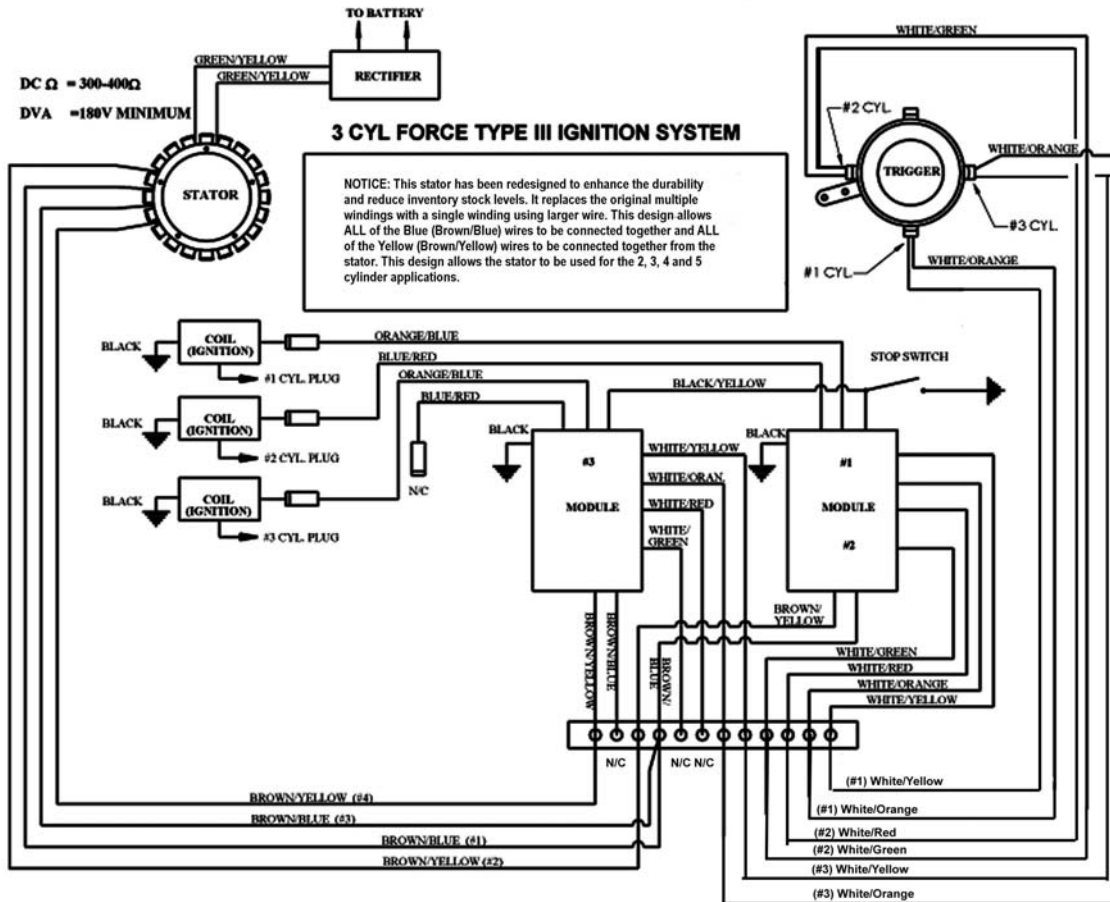 TO BATTERY
GREEN/YELLOW
GREEN/YELLOW
RECTIFIER
DC Ω = 300-400Ω
DVA =180V MINIMUM
STATOR
3 CYL FORCE TYPE III IGNITION SYSTEM
NOTICE: This stator has been redesigned to enhance the durability
and reduce inventory stock levels. It replaces the original multiple
windings with a single winding using larger wire. This design allows
ALL of the Blue (Brown/Blue) wires to be connected together and ALL
of the Yellow (Brown/Yellow) wires to be connected together from the
stator. This design allows the stator to be used for the 2, 3, 4 and 5
cylinder applications.
WHITE/GREEN
#2 CYL.
WHITE/ORANGE
TRIGGER
#3 CYL.
#1 CYL.
WHITE/ORANGE
BLACK
COIL
(IGNITION)
#1 CYL. PLUG
ORANGE/BLUE
BLUE/RED
BLACK
COIL
(IGNITION)
#2 CYL. PLUG
ORANGE/BLUE
BLUE/RED
BLACK
COIL
(IGNITION)
#3 CYL. PLUG
N/C
BLACK/YELLOW
STOP SWITCH
BLACK
#3
MODULE
WHITE/YELLOW
WHITE/ORAN.
WHITE/RED
WHITE/
GREEN
BLACK
#1
MODULE
#2
BROWN/YELLOW
BROWN/BLUE
BROWN/
BLUE
BROWN/
YELLOW
WHITE/GREEN
WHITE/RED
WHITE/ORANGE
WHITE/YELLOW
N/C
N/C N/C
BROWN/YELLOW (#4)
BROWN/BLUE (#3)
BROWN/BLUE (#1)
BROWN/YELLOW (#2)
(#1) White/Yellow
(#1) White/Orange
(#2) White/Red
(#2) White/Green
(#3) White/Yellow
(#3) White/Orange